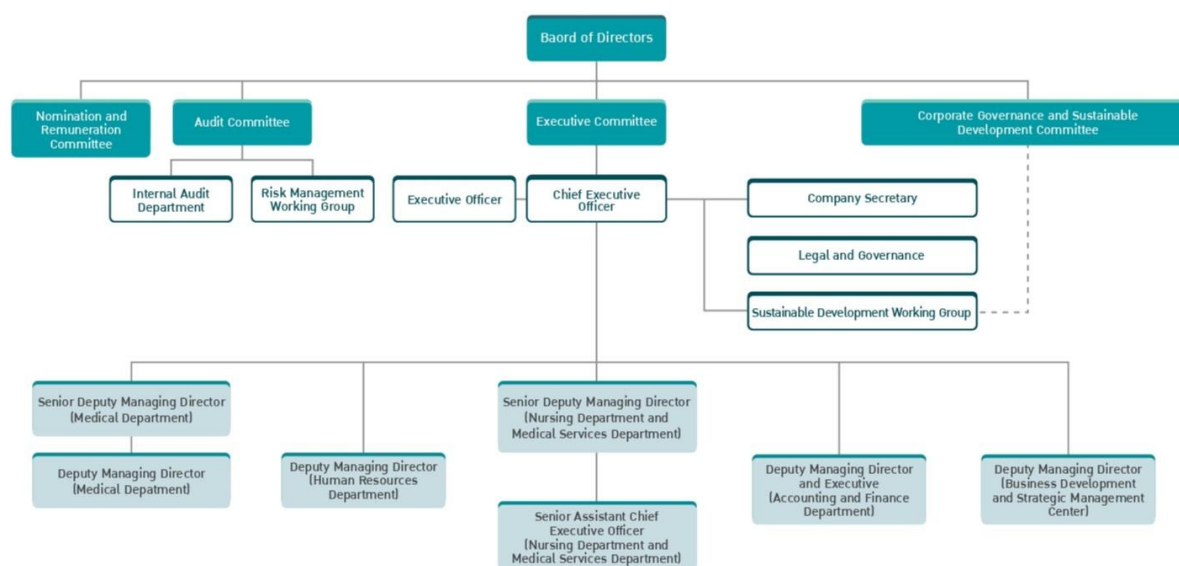 Baord of Directors
Nomination and
Remuneration
Committee
Audit Committee
Executive Committee
Corporate Governance and Sustainable
Development Committee
Internal Audit
Department
Risk Management
Working Group
Executive Officer
Chief Executive
Officer
Company Secretary
Legal and Governance
Sustainable Development Working Group
Senior Deputy Managing Director
(Medical Department)
Senior Deputy Managing Director
(Nursing Department and
Medical Services Department)
Deputy Managing Director
(Medical Depatment)
Deputy Managing Director
(Human Resources
Department)
Deputy Managing Director
and Executive
(Accounting and Finance
Department)
Deputy Managing Director
(Business Development
and Strategic Management
Center)
Senior Assistant Chief
Executive Officer
(Nursing Department and
Medical Services Department)